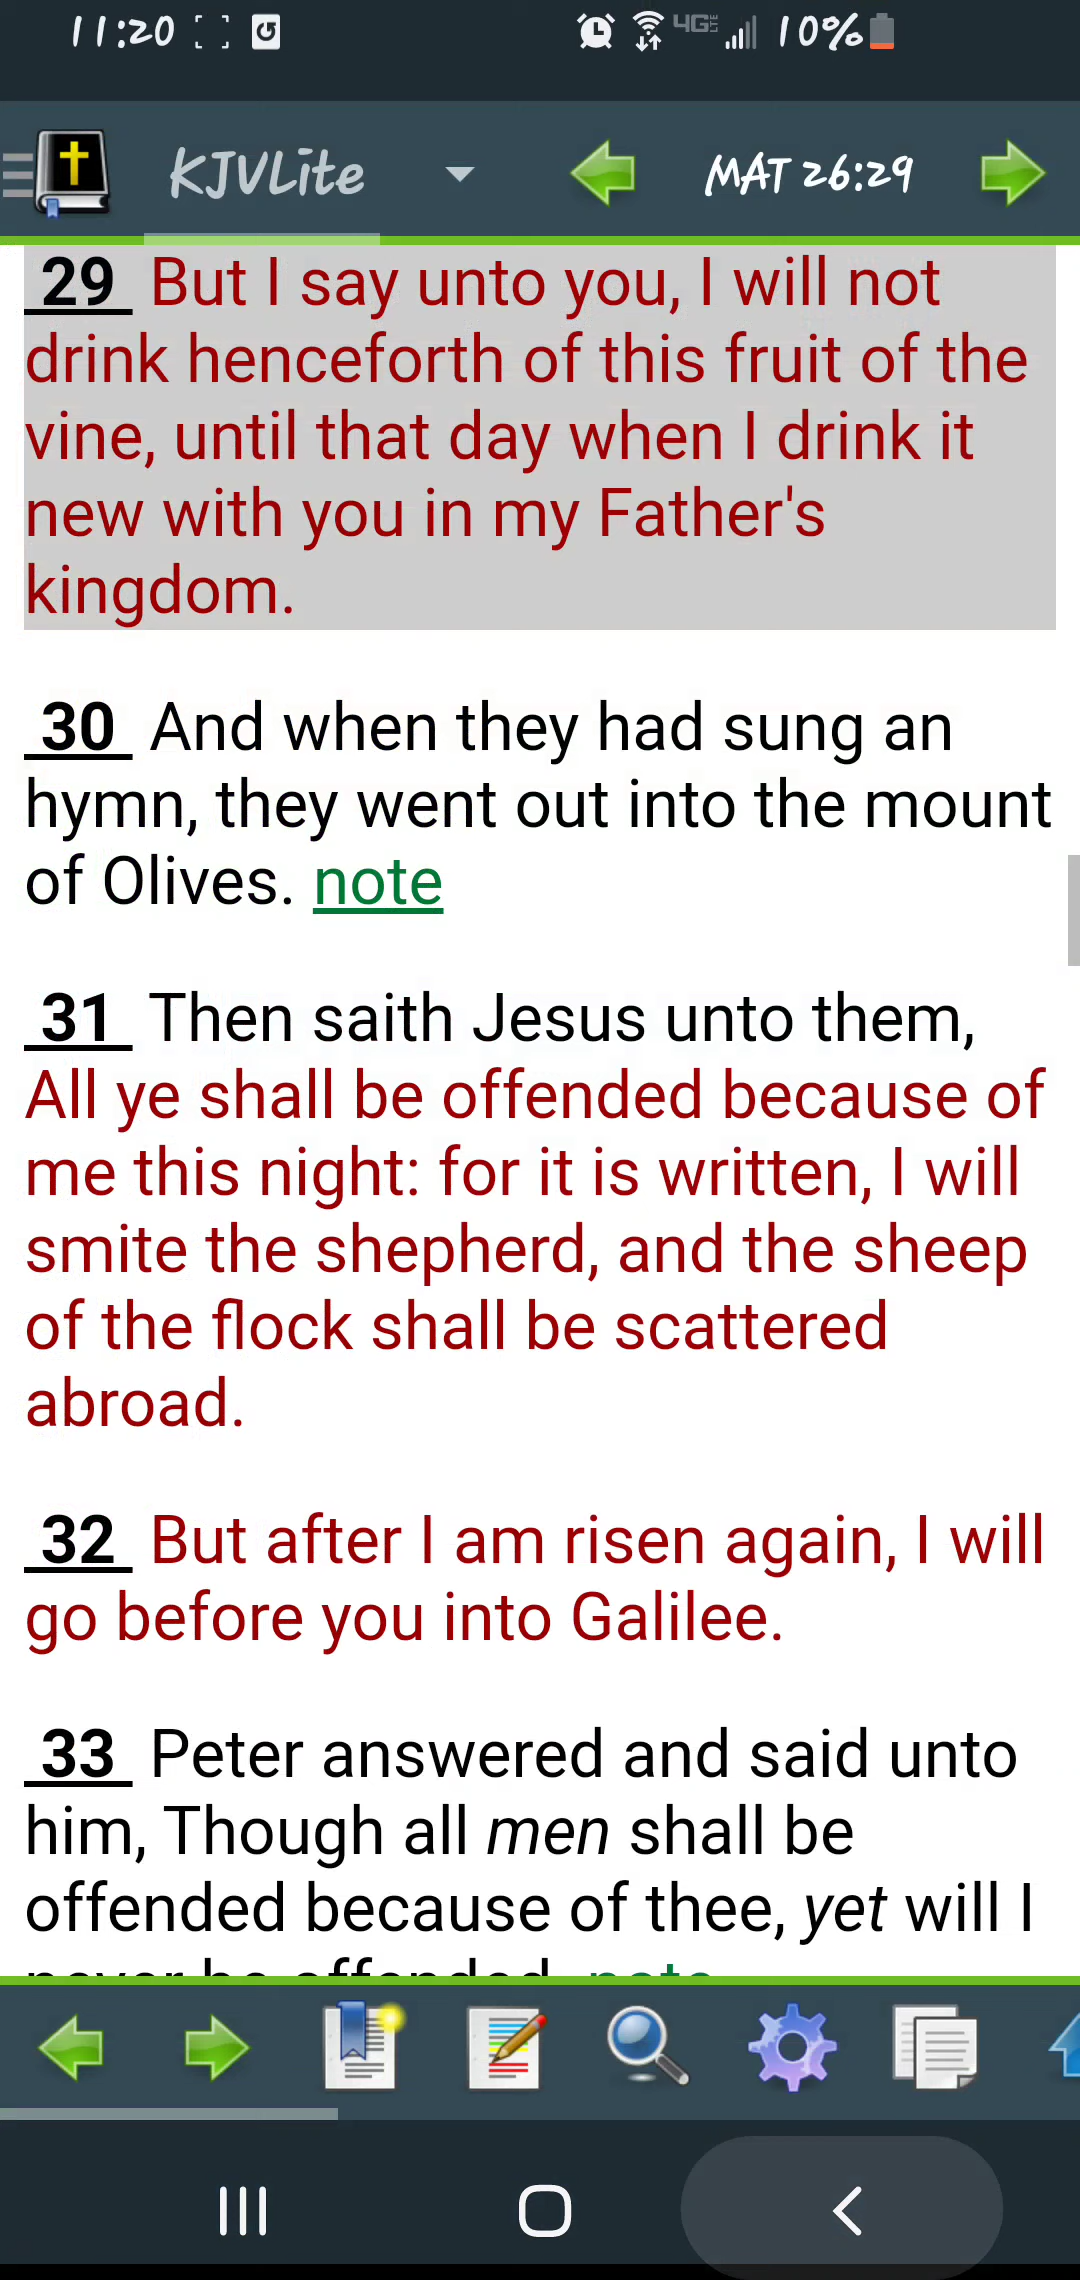 11:20 4G LTE 10%
KJVLite MAT 26:29
29 But I say unto you, I will not
drink henceforth of this fruit of the
vine, until that day when I drink it
new with you in my Father's
kingdom.
30 And when they had sung an
hymn, they went out into the mount
of Olives. note
31 Then saith Jesus unto them,
All ye shall be offended because of
me this night: for it is written, I will
smite the shepherd, and the sheep
of the flock shall be scattered
abroad.
32 But after I am risen again, I will
go before you into Galilee.
33 Peter answered and said unto
him, Though all men shall be
offended because of thee, yet will I
never be offended. note